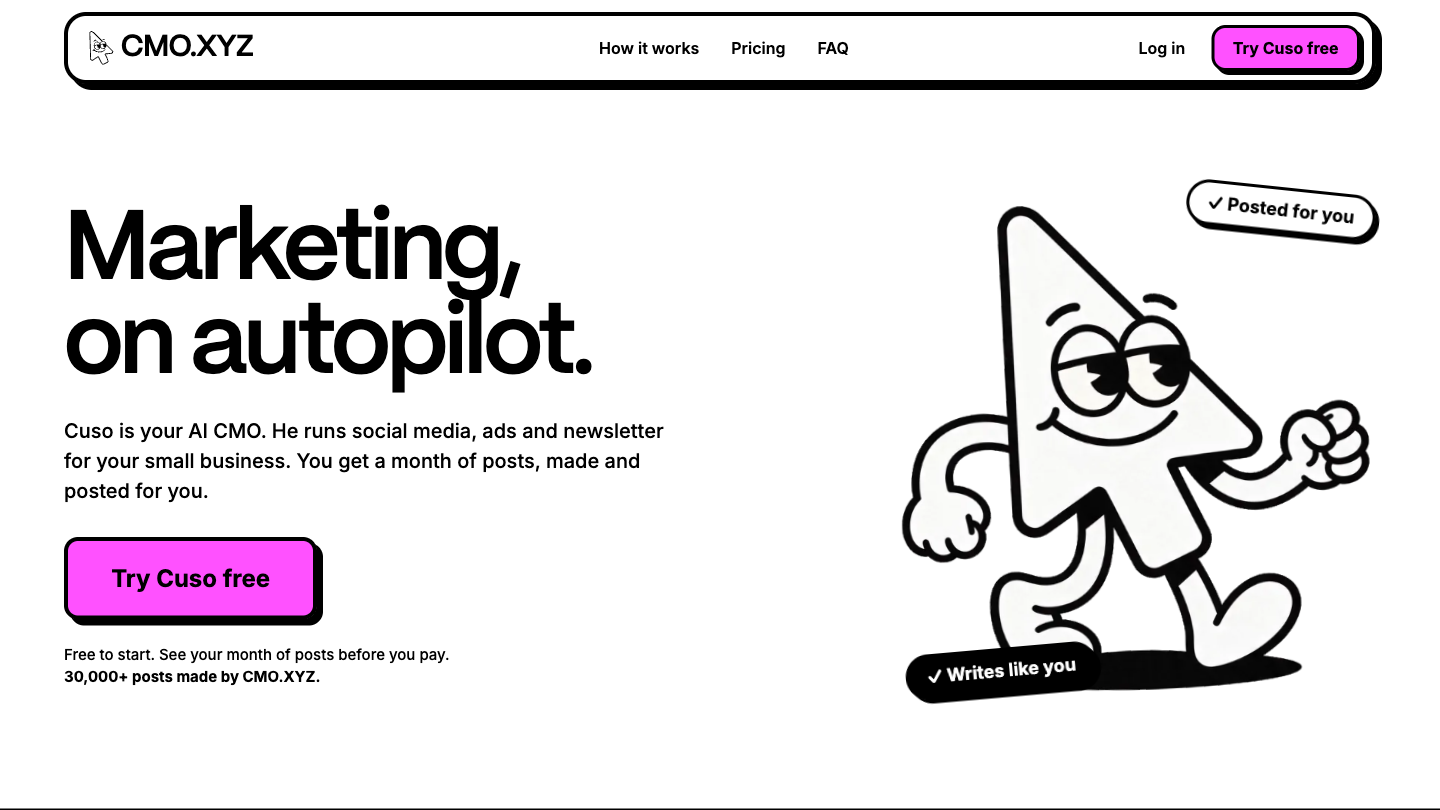 CMO.XYZ
How it works
Pricing
FAQ
Log in
Try Cuso free
Marketing,
on autopilot.
Cuso is your AI CMO. He runs social media, ads and newsletter
for your small business. You get a month of posts, made and
posted for you.
Try Cuso free
Free to start. See your month of posts before you pay.
30,000+ posts made by CMO.XYZ.
✓ Posted for you
✓ Writes like you